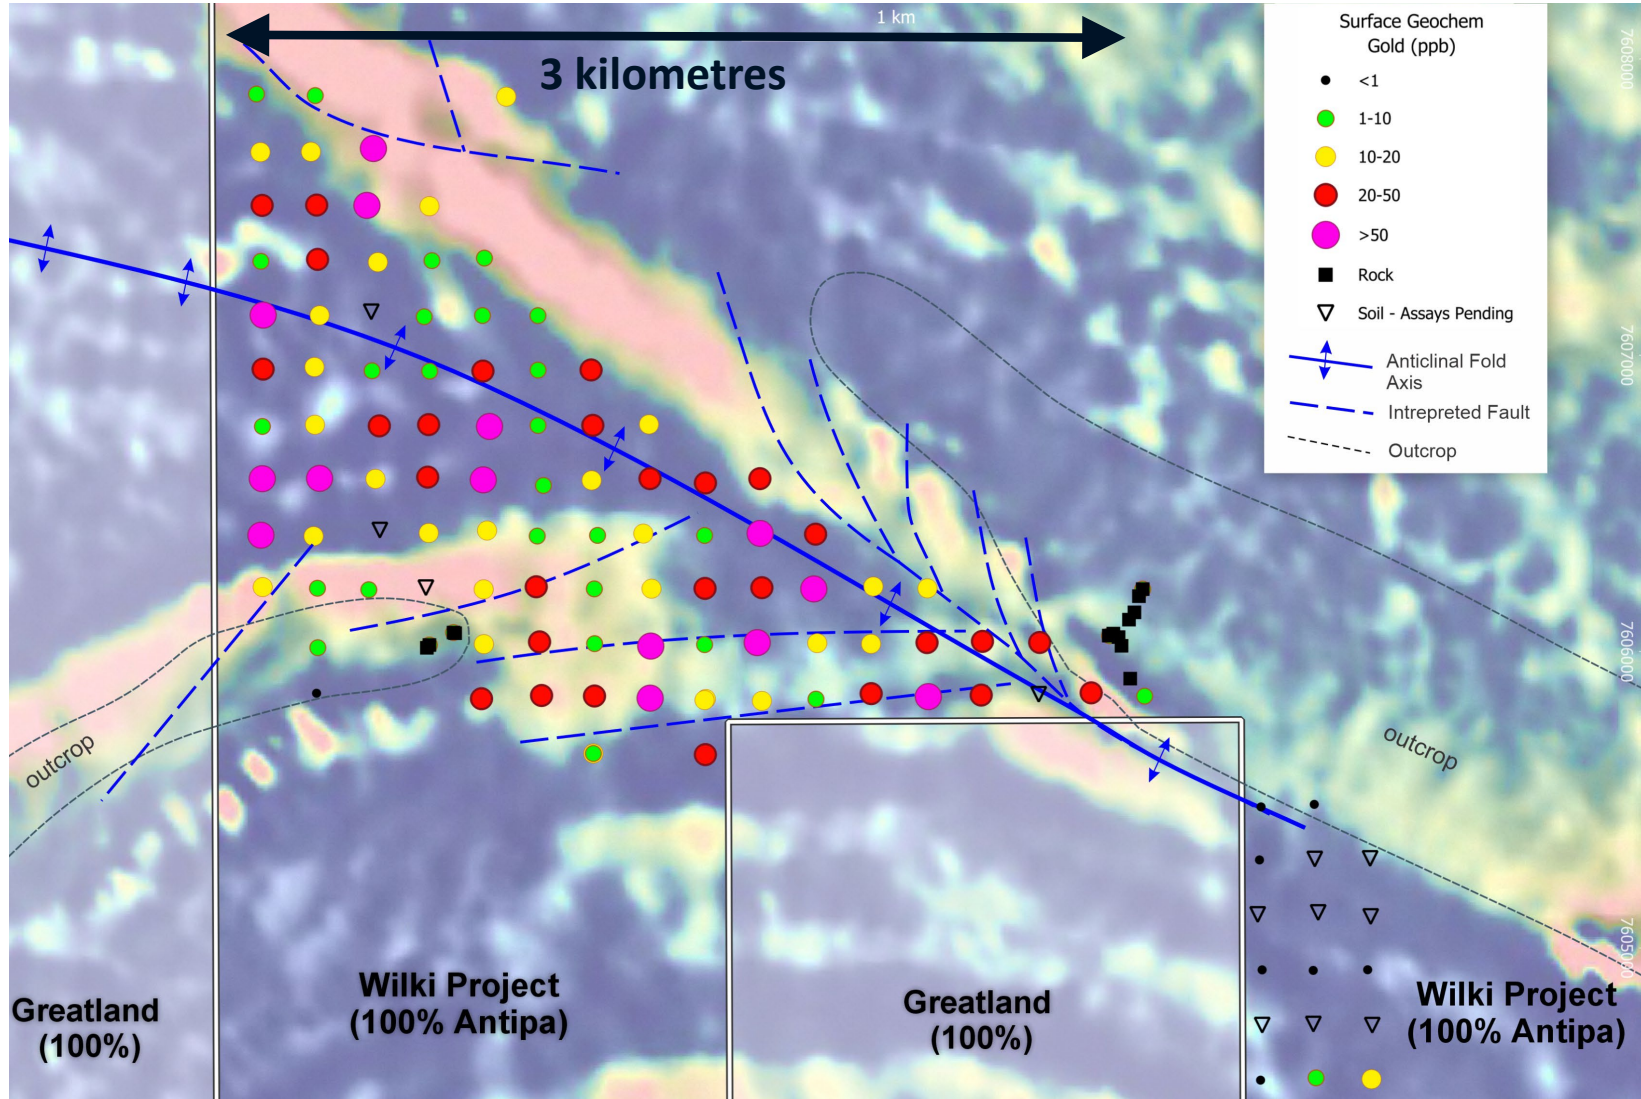 1 km
3 kilometres
Surface Geochem
Gold (ppb)
<1
1-10
10-20
20-50
>50
Rock
Soil - Assays Pending
Anticlinal Fold
Axis
Intrepreted Fault
Outcrop
7608000
7607000
7606000
7605000
outcrop
outcrop
Greatland
(100%)
Wilki Project
(100% Antipa)
Greatland
(100%)
Wilki Project
(100% Antipa)